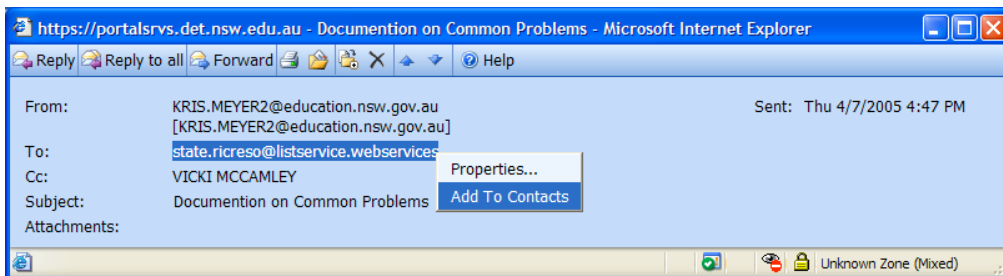 https://portalsrvs.det.nsw.edu.au - Documention on Common Problems - Microsoft Internet Explorer
Reply Reply to all Forward Help
From: KRIS.MEYER2@education.nsw.gov.au Sent: Thu 4/7/2005 4:47 PM
[KRIS.MEYER2@education.nsw.gov.au]
To: state.ricreso@listservice.webservices
Properties...
Cc: VICKI MCCAMLEY
Add To Contacts
Subject: Documention on Common Problems
Attachments:
Unknown Zone (Mixed)